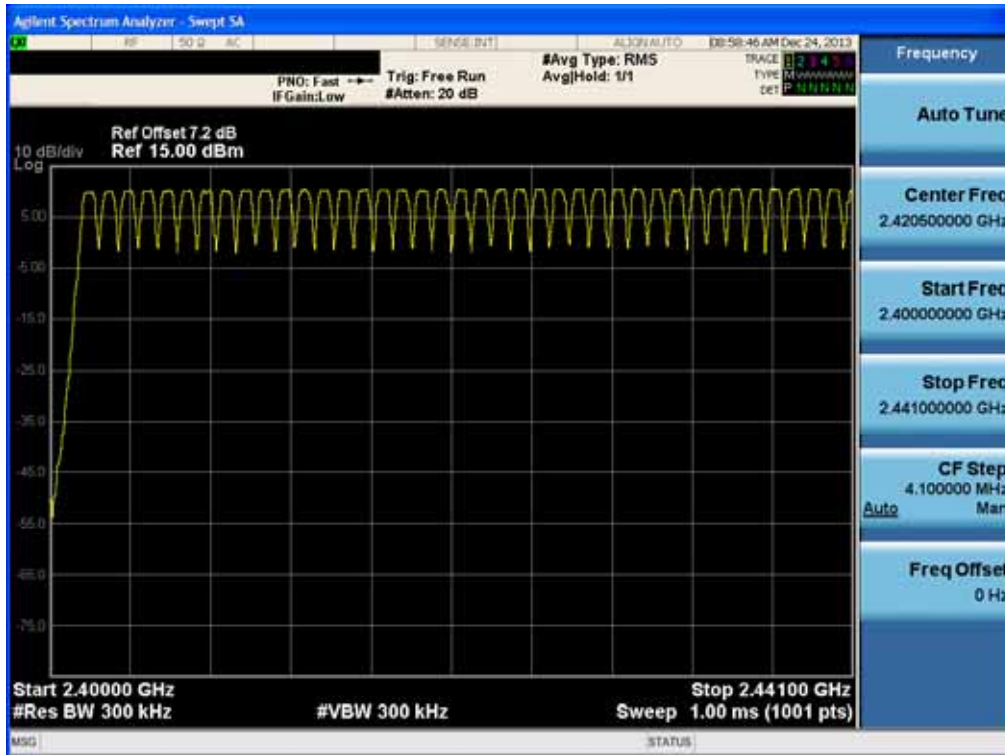 Agilent Spectrum Analyzer - Swept SA
RF 50 Ω AC SENSE:INT ALIGNAUTO 08:58:46 AM Dec 24, 2013
#Avg Type: RMS
TRACE 1 2 3 4 5 6
PNO: Fast Trig: Free Run Avg|Hold: 1/1
TYPE M
IFGain:Low #Atten: 20 dB
DET P N N N N N
Ref Offset 7.2 dB
10 dB/div Ref 15.00 dBm
Log
5.00
-5.00
-15.0
-25.0
-35.0
-45.0
-55.0
-65.0
-75.0
Start 2.40000 GHz Stop 2.44100 GHz
#Res BW 300 kHz #VBW 300 kHz Sweep 1.00 ms (1001 pts)
MSG STATUS
Frequency
Auto Tune
Center Freq
2.420500000 GHz
Start Freq
2.400000000 GHz
Stop Freq
2.441000000 GHz
CF Step
4.100000 MHz
Auto Man
Freq Offset
0 Hz